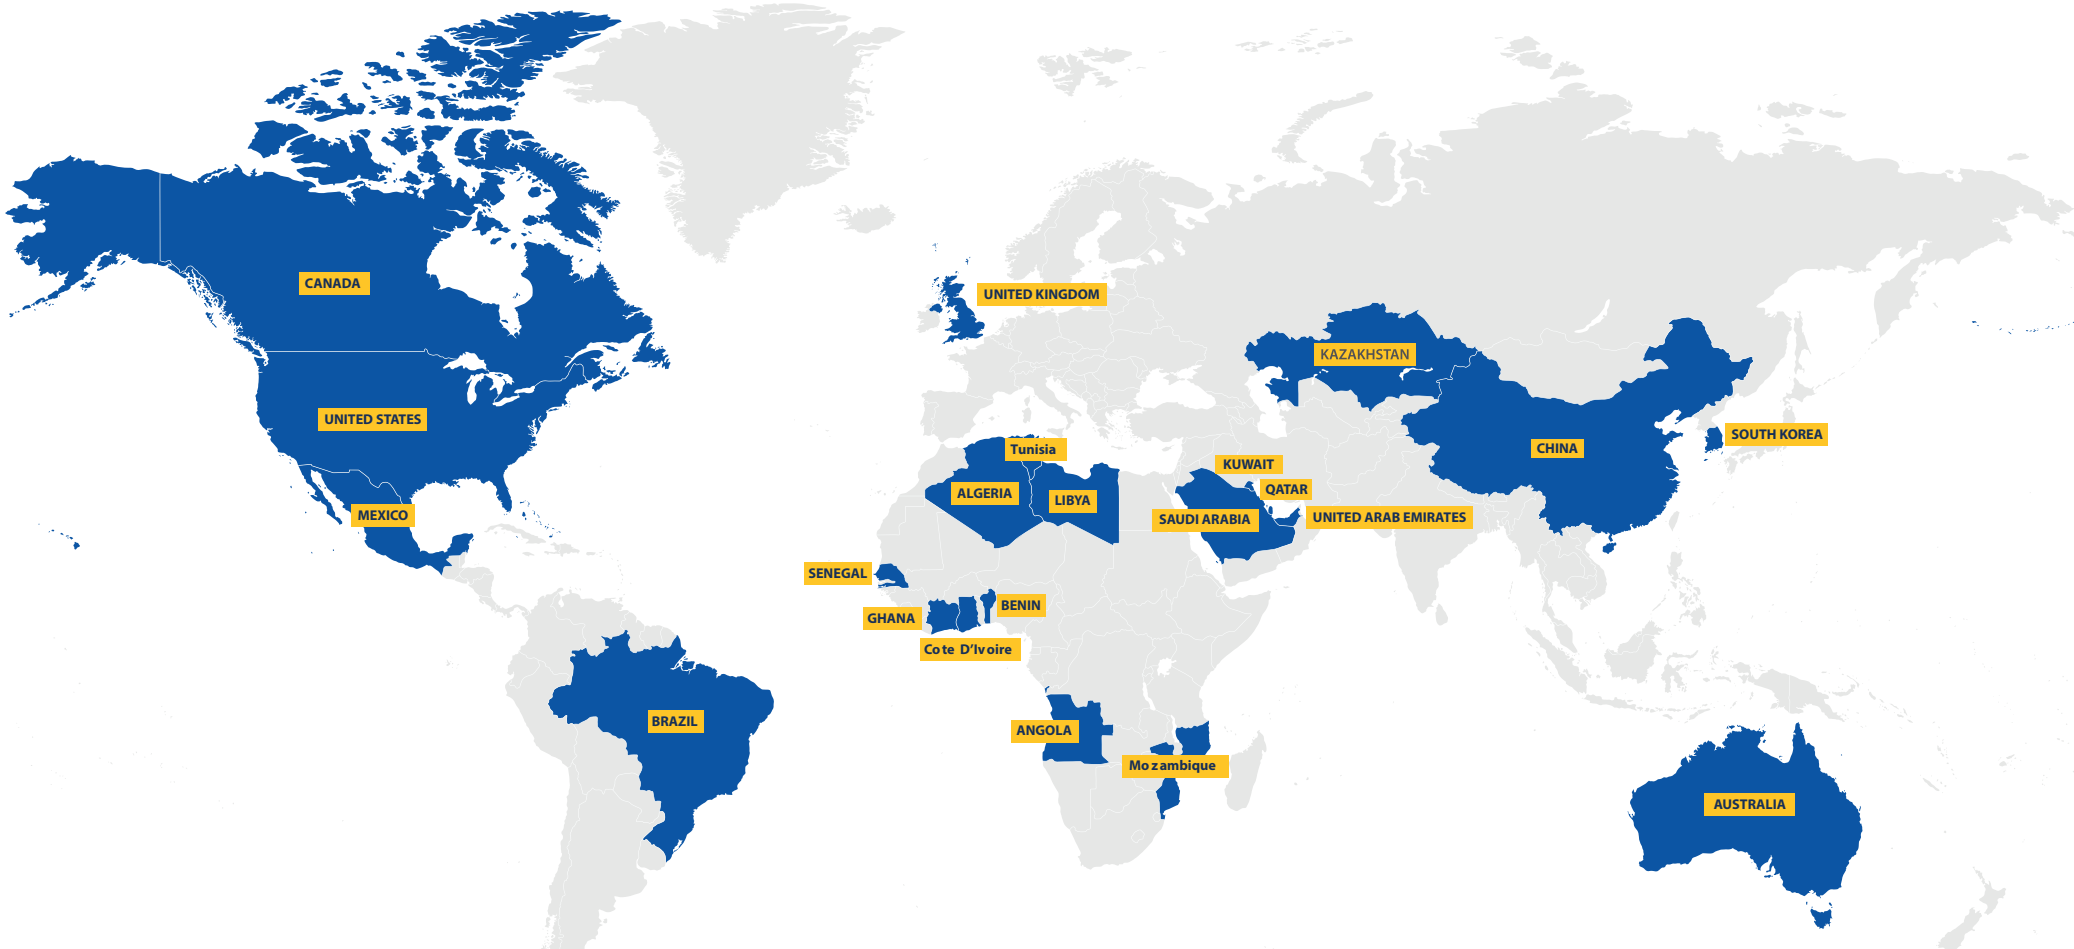 CANADA
UNITED KINGDOM
KAZAKHSTAN
UNITED STATES
SOUTH KOREA
Tunisia
CHINA
KUWAIT
ALGERIA
LIBYA
QATAR
MEXICO
SAUDI ARABIA
UNITED ARAB EMIRATES
SENEGAL
BENIN
GHANA
Cote D'Ivoire
BRAZIL
ANGOLA
Mozambique
AUSTRALIA